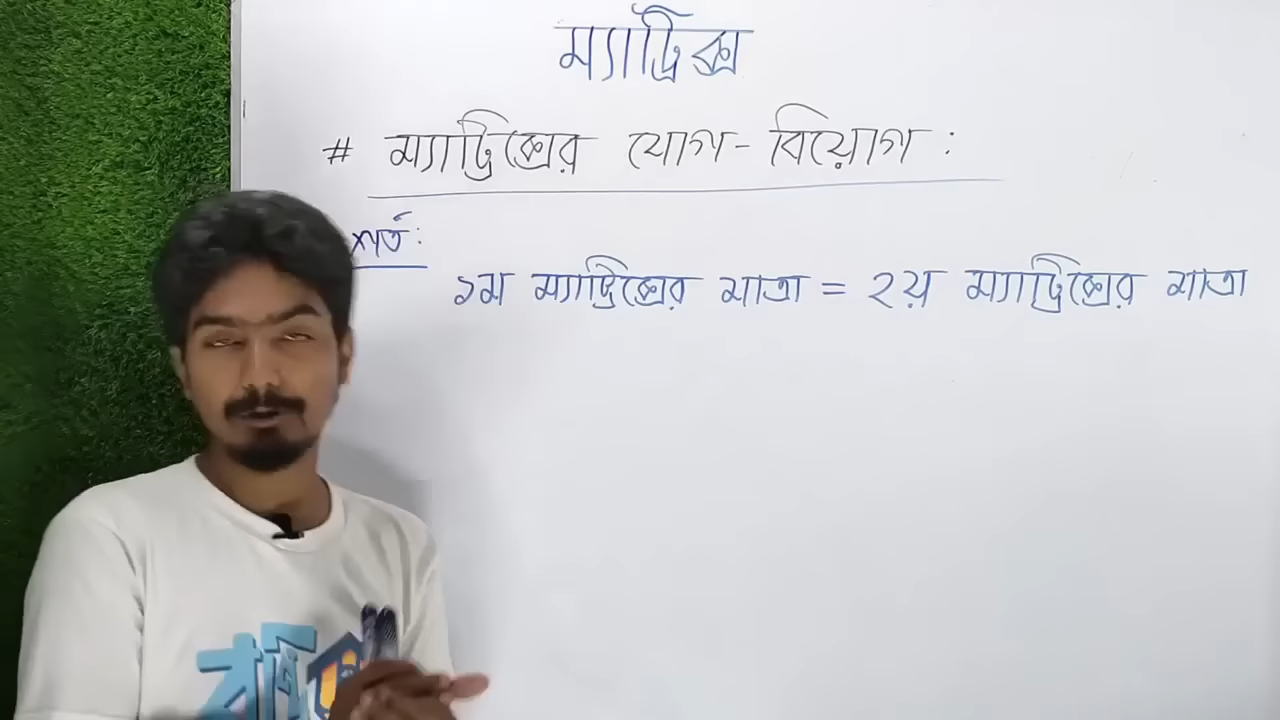 ম্যাট্রিক্স
# ম্যাট্রিক্সের যোগ-বিয়োগ:
শর্ত:
১ম ম্যাট্রিক্সের মাত্রা = ২য় ম্যাট্রিক্সের মাত্রা